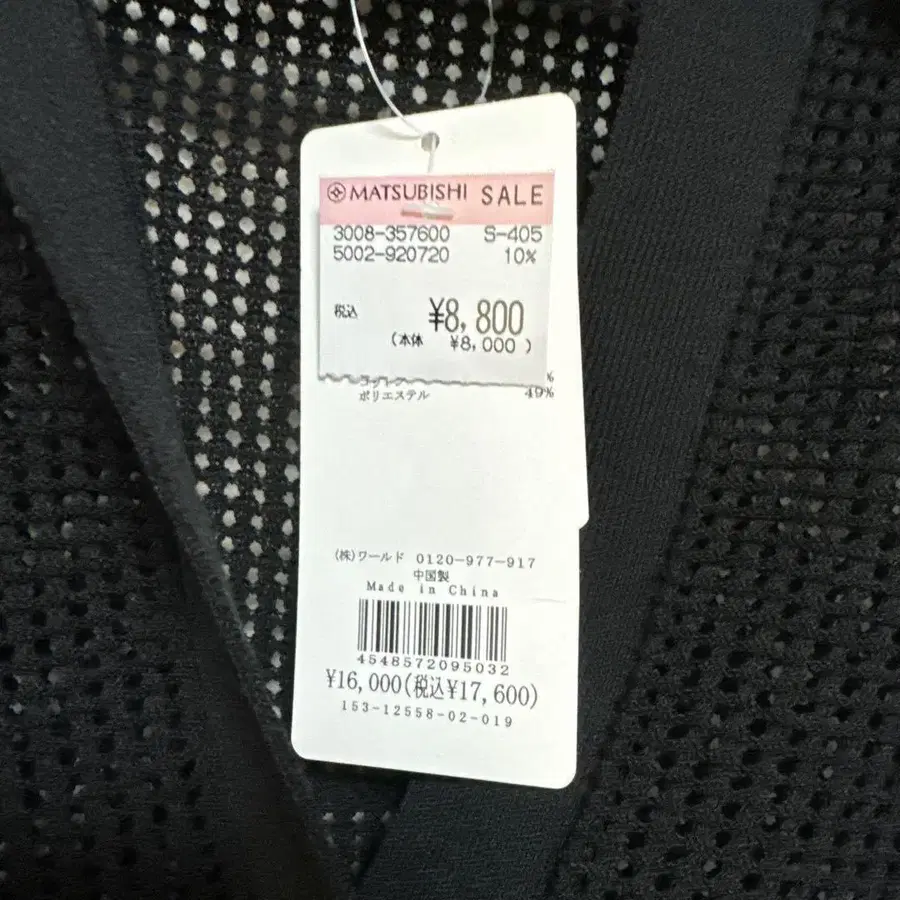 MATSUBISHI SALE
3008-357600 S-405
5002-920720 10%
税込 ¥8,800
(本体 ¥8,000 )
%
ポリエステル 49%
(株)ワールド 0120-977-917
中国製
Made in China
4548572095032
¥16,000(税込¥17,600)
153-12558-02-019